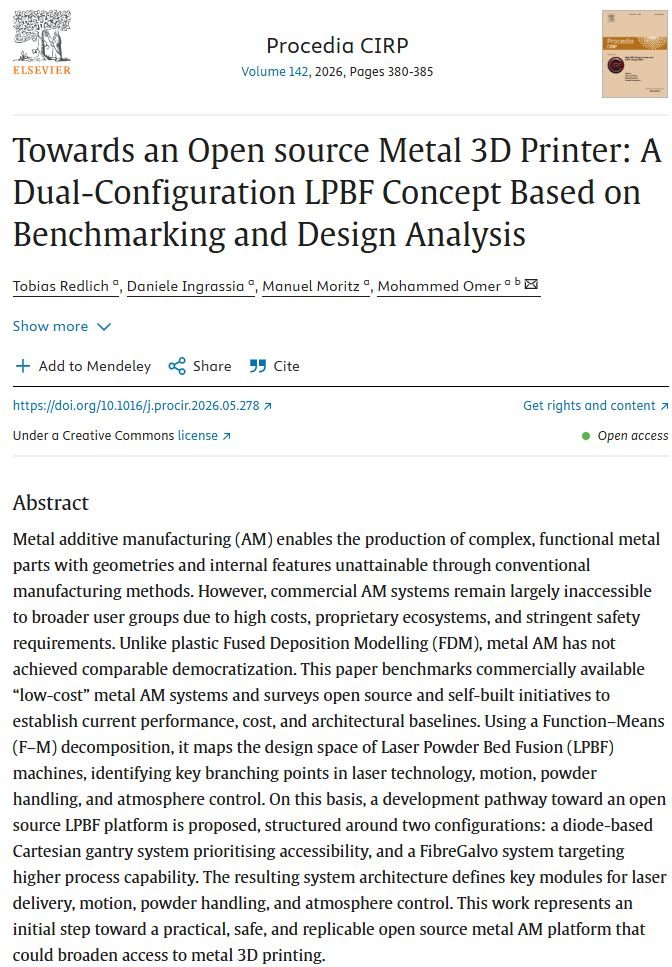 ELSEVIER
Procedia CIRP
Volume 142, 2026, Pages 380-385
Procedia
CIRP
Towards an Open source Metal 3D Printer: A
Dual-Configuration LPBF Concept Based on
Benchmarking and Design Analysis
Tobias Redlich a, Daniele Ingrassia a, Manuel Moritz a, Mohammed Omer a b
Show more
Add to Mendeley Share Cite
https://doi.org/10.1016/j.procir.2026.05.278 ↗ Get rights and content ↗
Under a Creative Commons license ↗ Open access
Abstract
Metal additive manufacturing (AM) enables the production of complex, functional metal
parts with geometries and internal features unattainable through conventional
manufacturing methods. However, commercial AM systems remain largely inaccessible
to broader user groups due to high costs, proprietary ecosystems, and stringent safety
requirements. Unlike plastic Fused Deposition Modelling (FDM), metal AM has not
achieved comparable democratization. This paper benchmarks commercially available
“low-cost” metal AM systems and surveys open source and self-built initiatives to
establish current performance, cost, and architectural baselines. Using a Function–Means
(F–M) decomposition, it maps the design space of Laser Powder Bed Fusion (LPBF)
machines, identifying key branching points in laser technology, motion, powder
handling, and atmosphere control. On this basis, a development pathway toward an open
source LPBF platform is proposed, structured around two configurations: a diode-based
Cartesian gantry system prioritising accessibility, and a FibreGalvo system targeting
higher process capability. The resulting system architecture defines key modules for laser
delivery, motion, powder handling, and atmosphere control. This work represents an
initial step toward a practical, safe, and replicable open source metal AM platform that
could broaden access to metal 3D printing.